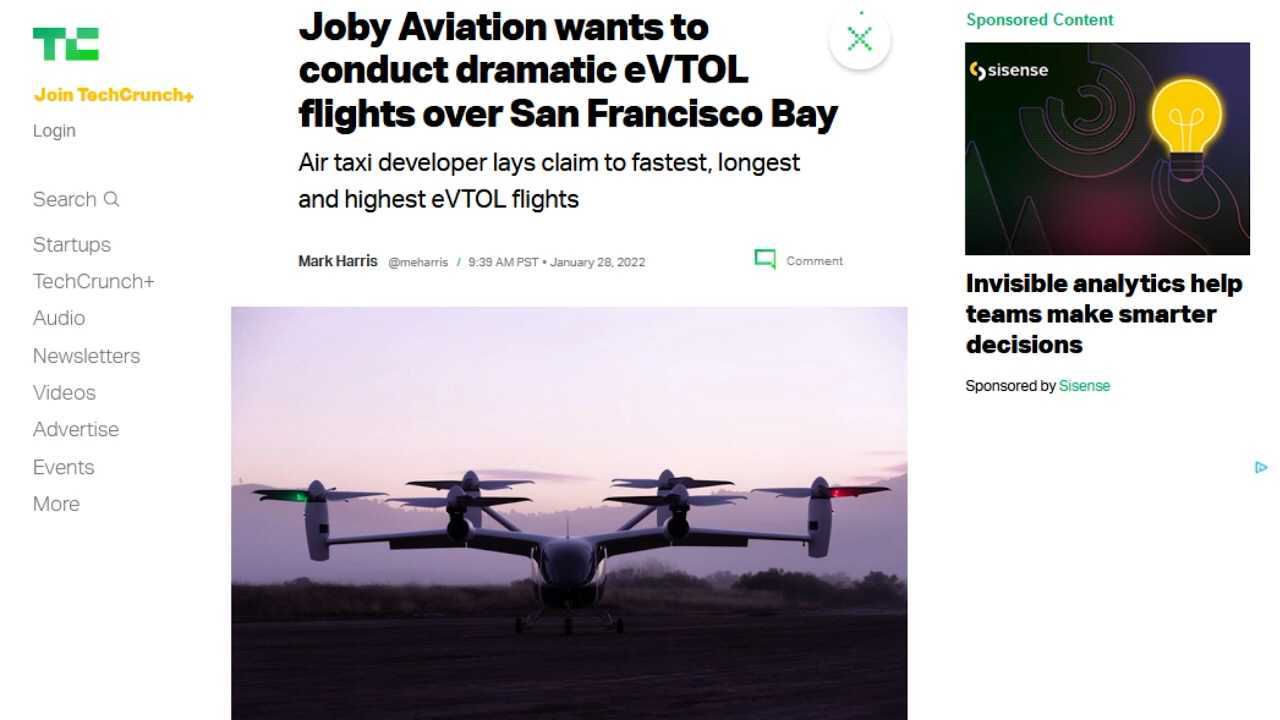 TC
Join TechCrunch+
Login
Search
Startups
TechCrunch+
Audio
Newsletters
Videos
Advertise
Events
More
Joby Aviation wants to
conduct dramatic eVTOL
flights over San Francisco Bay
Air taxi developer lays claim to fastest, longest
and highest eVTOL flights
Mark Harris @meharris / 9:39 AM PST • January 28, 2022
Comment
Sponsored Content
sisense
Invisible analytics help
teams make smarter
decisions
Sponsored by Sisense